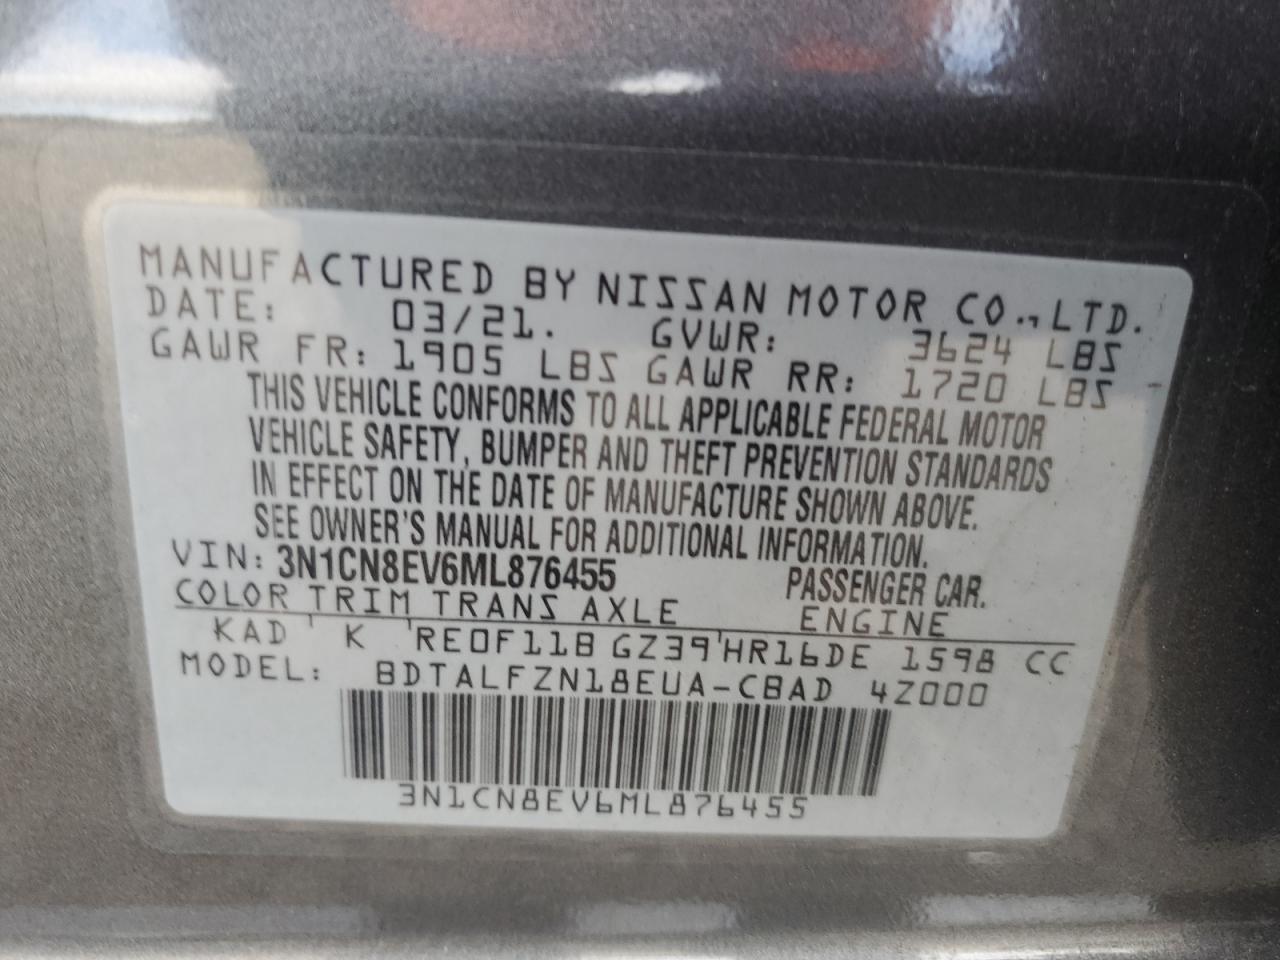 MANUFACTURED BY NISSAN MOTOR CO., LTD.
DATE: 03/21. GVWR: 3624 LBS
GAWR FR: 1905 LBS GAWR RR: 1720 LBS
THIS VEHICLE CONFORMS TO ALL APPLICABLE FEDERAL MOTOR
VEHICLE SAFETY, BUMPER AND THEFT PREVENTION STANDARDS
IN EFFECT ON THE DATE OF MANUFACTURE SHOWN ABOVE.
SEE OWNER'S MANUAL FOR ADDITIONAL INFORMATION.
VIN: 3N1CN8EV6ML876455 PASSENGER CAR.
COLOR TRIM TRANS AXLE ENGINE
KAD K RE0F11B GZ39 HR16DE 1598 CC
MODEL: BDTALFZN18EUA-CBAD 4Z000
3N1CN8EV6ML876455